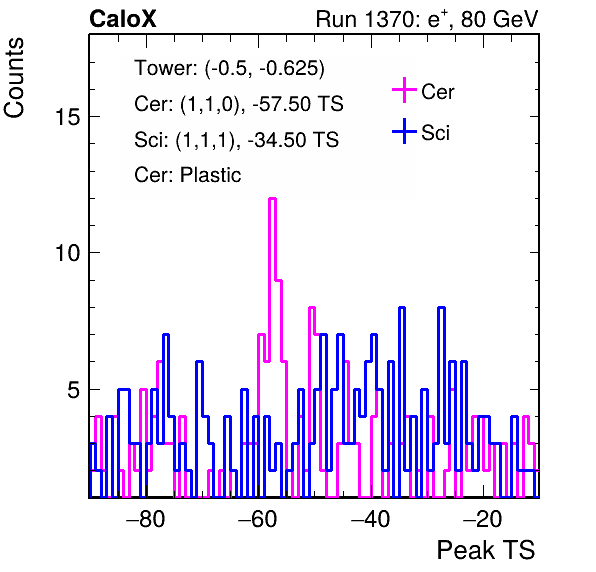 CaloX Run 1370: e⁺, 80 GeV
Counts
Tower: (-0.5, -0.625)
Cer: (1,1,0), -57.50 TS
Sci: (1,1,1), -34.50 TS
Cer: Plastic
Cer
Sci
15
10
5
−80 −60 −40 −20
Peak TS